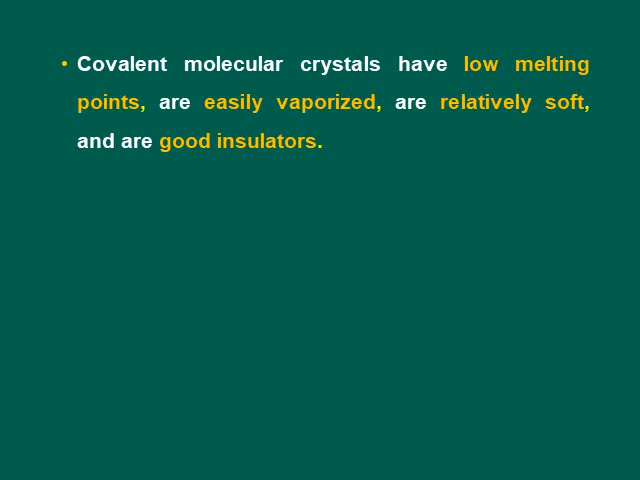 • Covalent molecular crystals have low melting
points, are easily vaporized, are relatively soft,
and are good insulators.